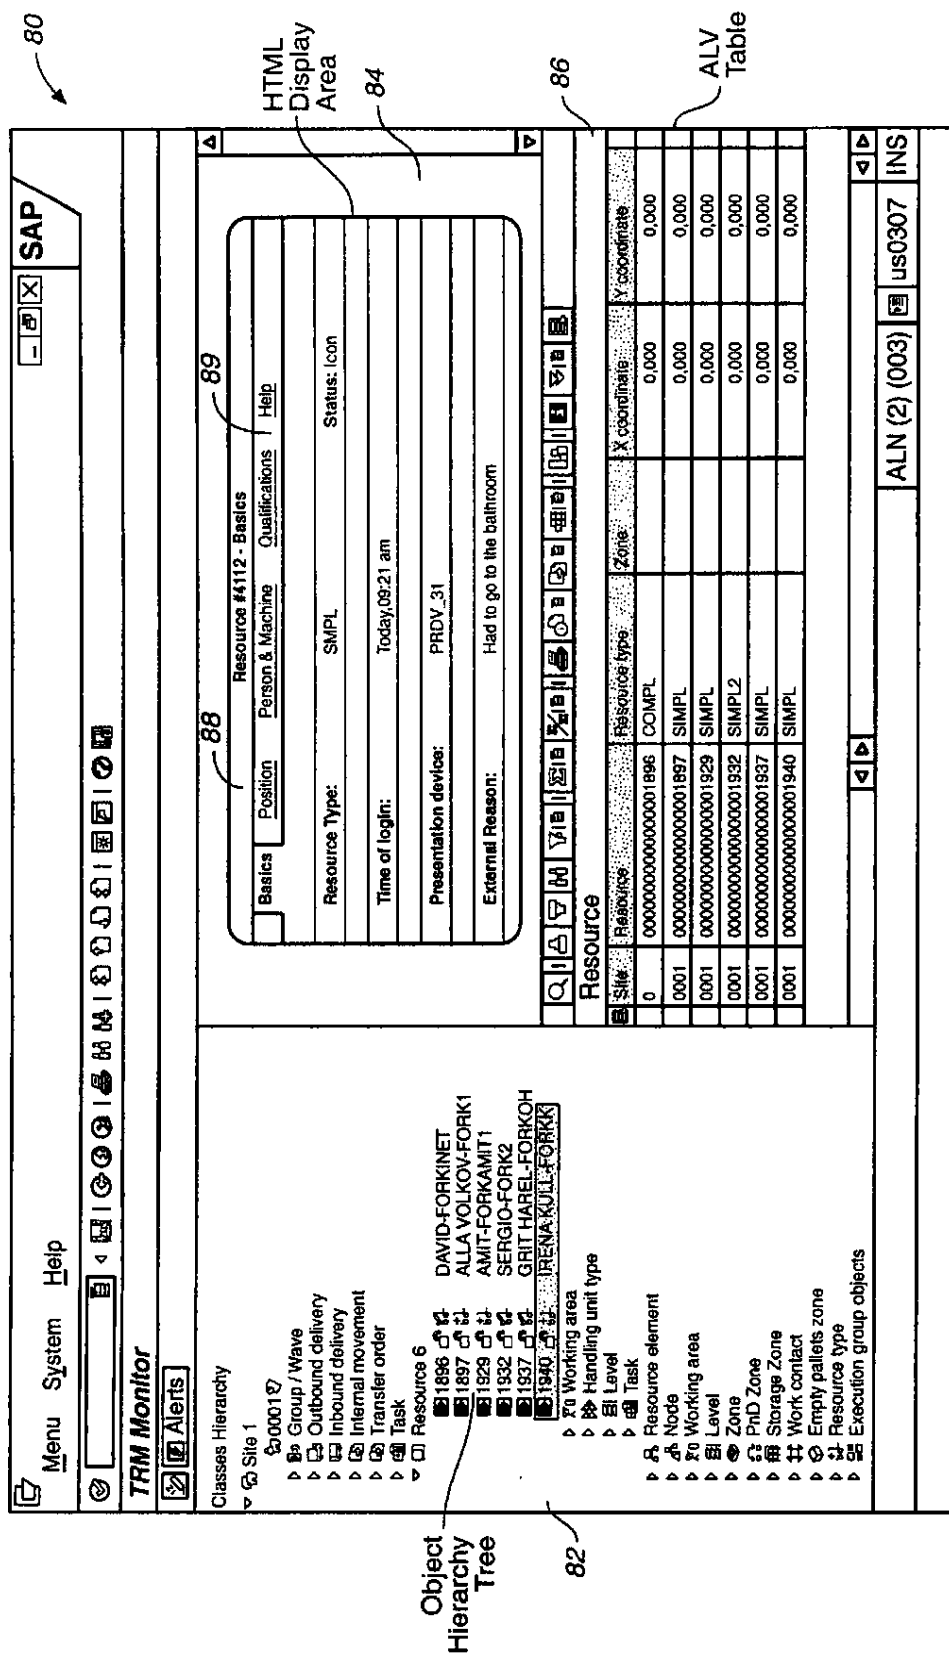 80
SAP
Menu System Help
TRM Monitor
Alerts
Classes Hierarchy
Site 1
0001
Group / Wave
Outbound delivery
Inbound delivery
Internal movement
Transfer order
Task
Resource 6
1896 DAVID-FORKINET
1897 ALLA VOLKOV-FORK1
1929 AMIT-FORKAMIT1
1932 SERGIO-FORK2
1937 GRIT HAREL-FORKOH
1940 IRENA KULL-FORKK
Working area
Handling unit type
Level
Task
Resource element
Node
Working area
Level
Zone
PnD Zone
Storage Zone
Work contact
Empty pallets zone
Resource type
Execution group objects
Object
Hierarchy
Tree
82
88
89
HTML
Display
Area
84
Resource #4112 - Basics
Basics Position Person & Machine Qualifications Help
Resource Type: SMPL Status: Icon
Time of login: Today,09:21 am
Presentation device: PRDV_31
External Reason: Had to go to the bathroom
86
Resource
Site Resource Resource type Zone X coordinate Y coordinate
0 000000000000001896 COMPL 0,000 0,000
0001 000000000000001897 SIMPL 0,000 0,000
0001 000000000000001929 SIMPL 0,000 0,000
0001 000000000000001932 SIMPL2 0,000 0,000
0001 000000000000001937 SIMPL 0,000 0,000
0001 000000000000001940 SIMPL 0,000 0,000
ALV
Table
ALN (2) (003) us0307 INS